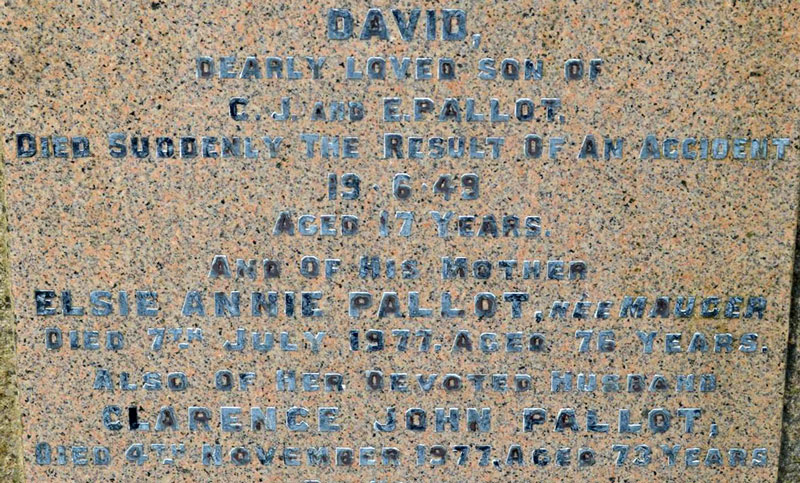 DAVID,
DEARLY LOVED SON OF
C. J. AND E. PALLOT.
DIED SUDDENLY THE RESULT OF AN ACCIDENT
19·6·49
AGED 17 YEARS.
AND OF HIS MOTHER
ELSIE ANNIE PALLOT, NÉE MAUGER
DIED 7TH JULY 1977. AGED 76 YEARS.
ALSO OF HER DEVOTED HUSBAND
CLARENCE JOHN PALLOT,
DIED 4TH NOVEMBER 1977, AGED 73 YEARS